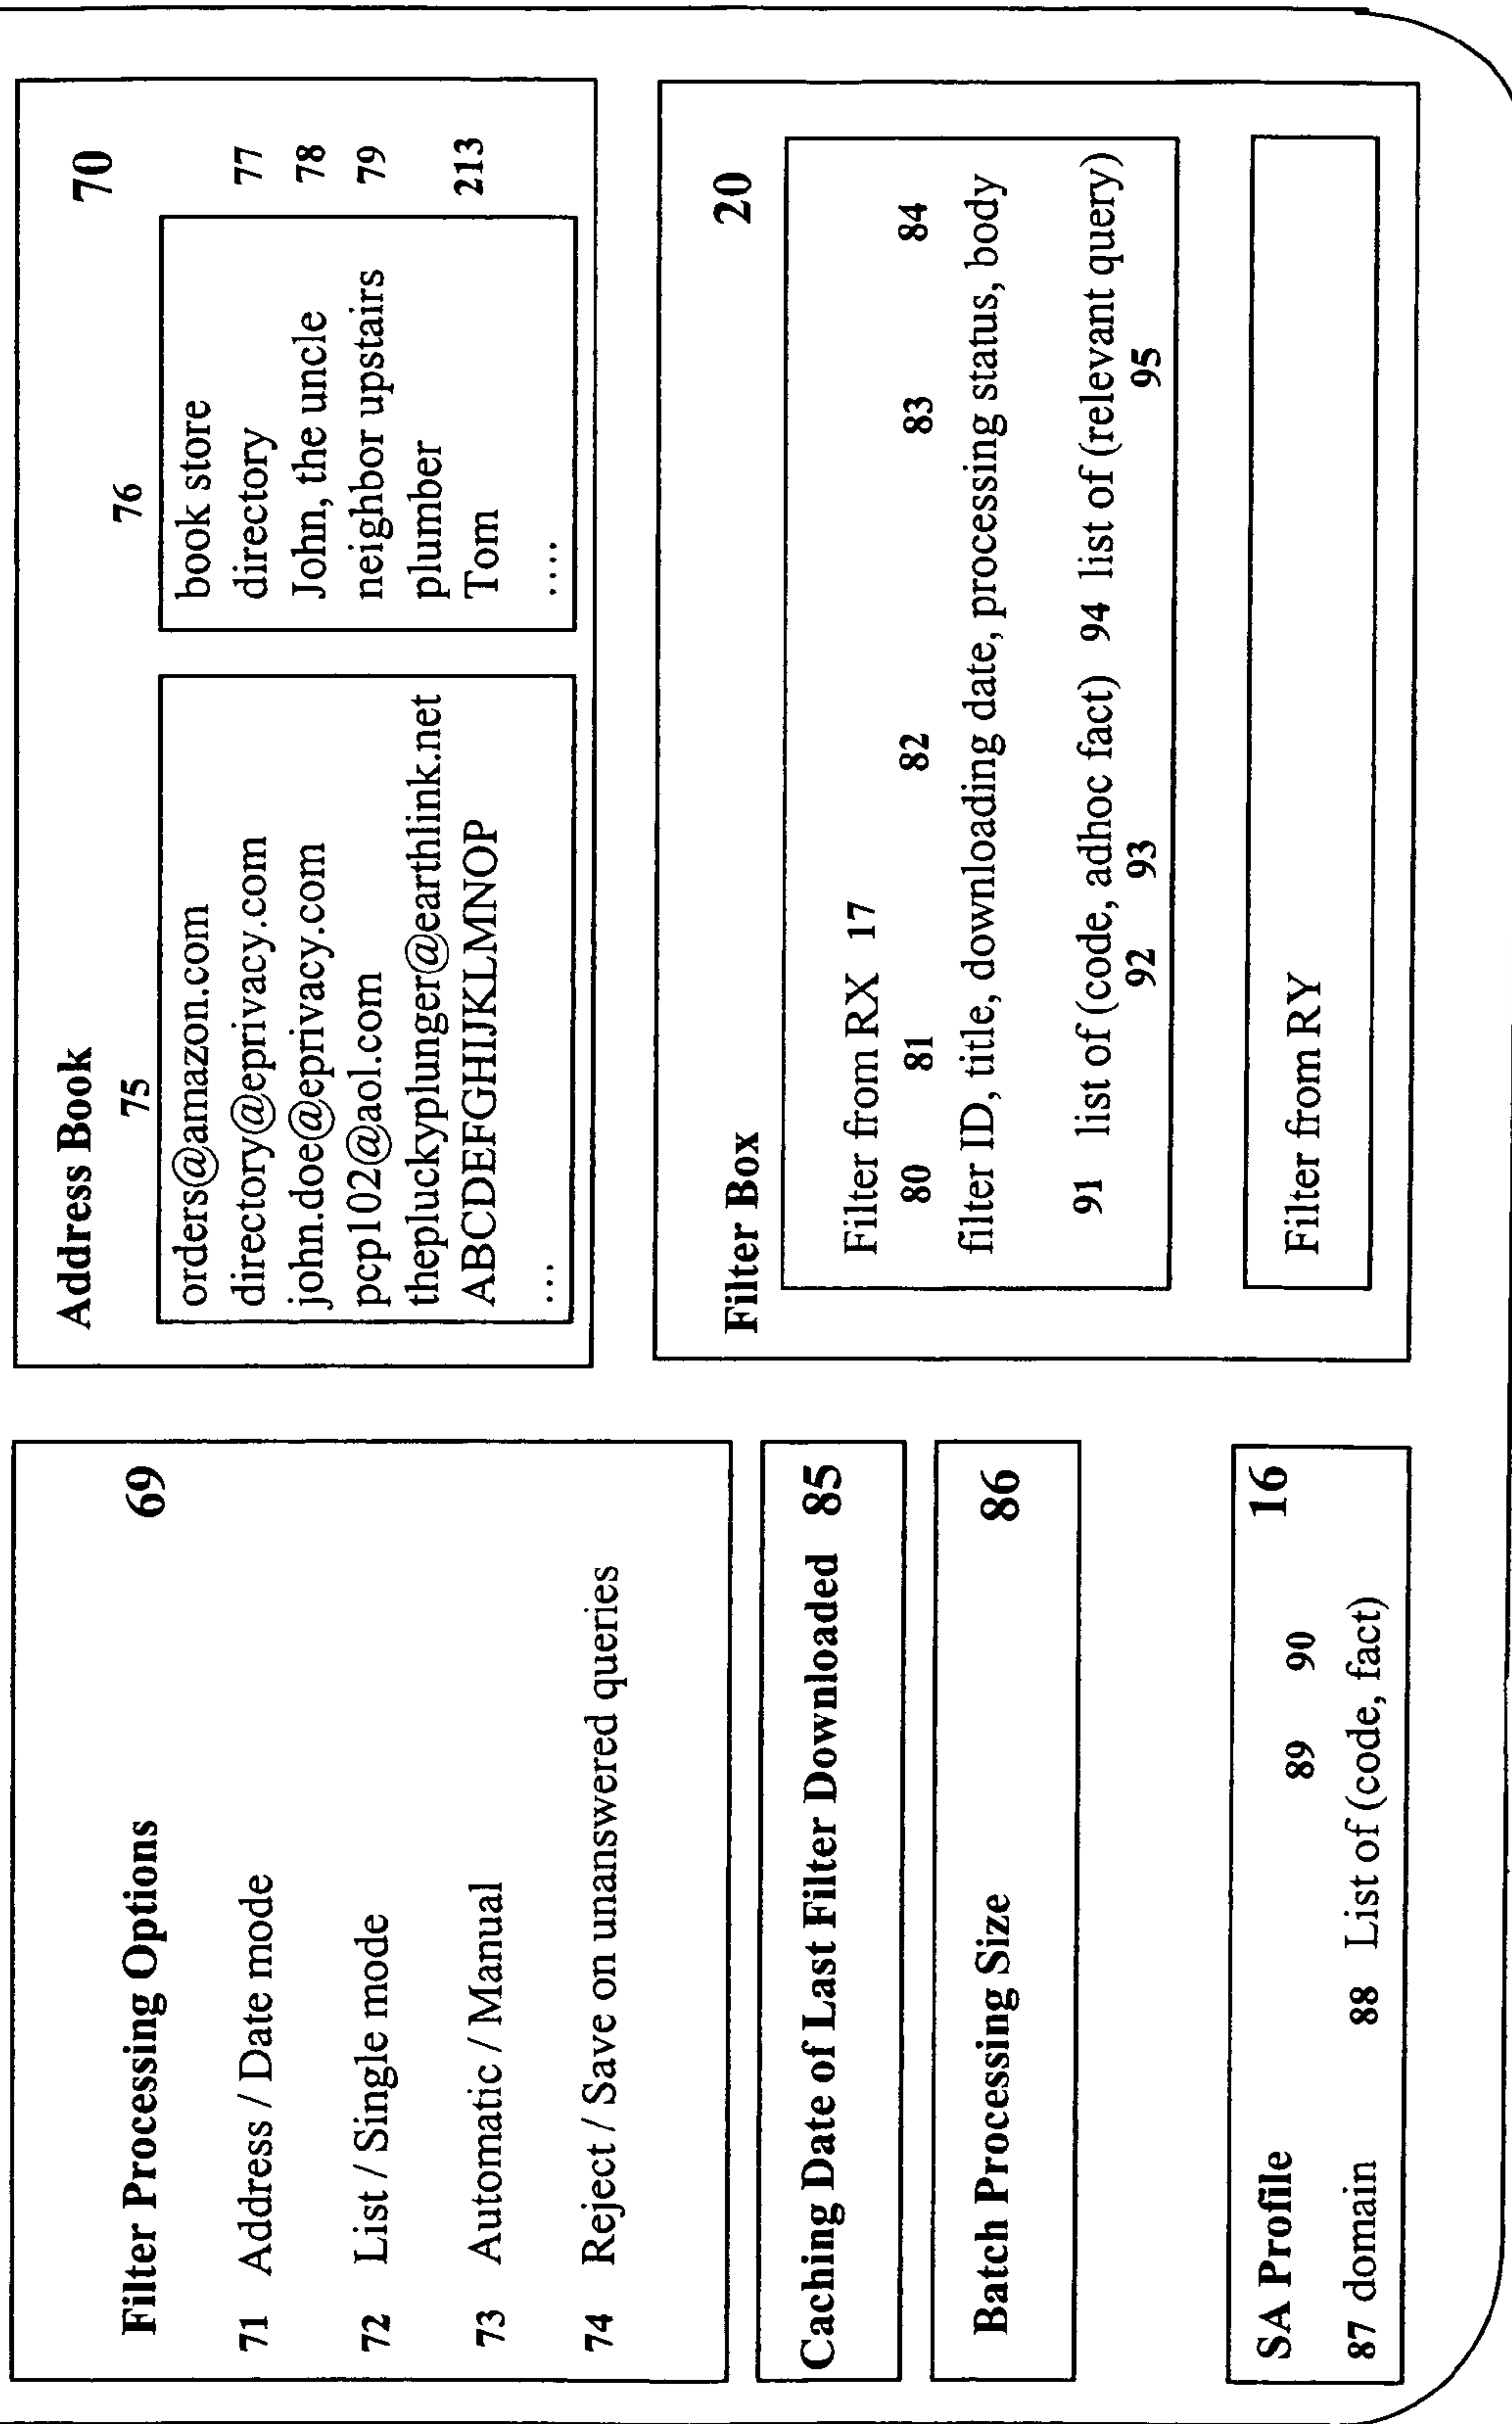 Filter Processing Options 69
71 Address / Date mode
72 List / Single mode
73 Automatic / Manual
74 Reject / Save on unanswered queries
Caching Date of Last Filter Downloaded 85
Batch Processing Size 86
SA Profile 16
89 90
87 domain 88 List of (code, fact)
Address Book 70
75
orders@amazon.com
directory@eprivacy.com
john.doe@eprivacy.com
pcp102@aol.com
thepluckyplunger@earthlink.net
ABCDEFGHIJKLMNOP
...
76
book store
directory 77
John, the uncle 78
neighbor upstairs 79
plumber
Tom 213
....
Filter Box 20
Filter from RX 17
80 81 82 83 84
filter ID, title, downloading date, processing status, body
91 list of (code, adhoc fact) 94 list of (relevant query)
92 93 95
Filter from RY